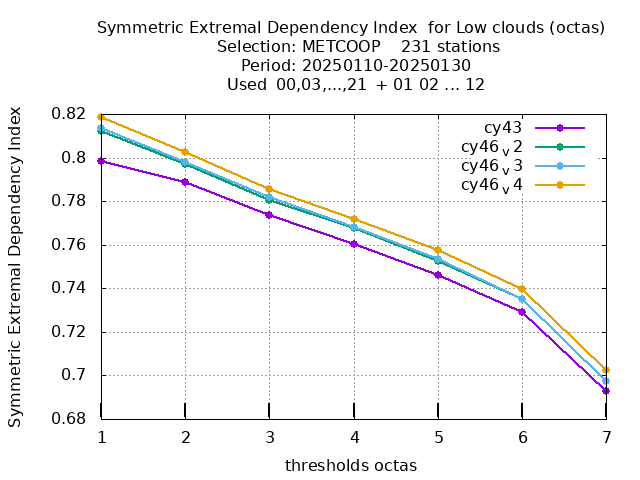 Symmetric Extremal Dependency Index  for Low clouds (octas)
Selection: METCOOP    231 stations
Period: 20250110-20250130
Used  00,03,...,21  + 01 02 ... 12
Symmetric Extremal Dependency Index
0.82
0.8
0.78
0.76
0.74
0.72
0.7
0.68
cy43
cy46 v 2
cy46 v 3
cy46 v 4
1 2 3 4 5 6 7
thresholds octas